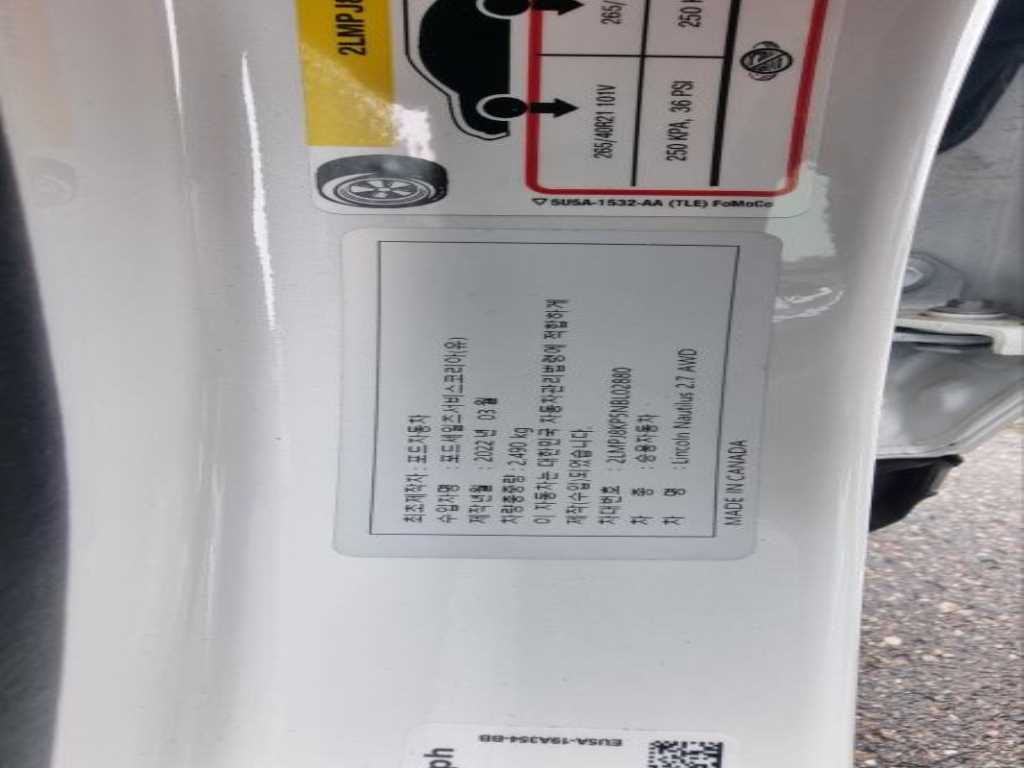 2LMPJ8
265/40R21 101V
265/
250 KPA, 36 PSI
250 K
5U5A-1532-AA (TLE) FoMoCo
최초제작자 : 포드자동차
수입자명 : 포드세일즈서비스코리아(유)
제작년월 : 2022 년 03 월
차량총중량 : 2,490 kg
이 자동차는 대한민국 자동차관리법령에 적합하게
제작수입되었습니다.
차대번호 : 2LMPJ8KP5NBL02880
차 종 : 승용자동차
차 명 : Lincoln Nautilus 2.7 AWD
MADE IN CANADA
EU5A-19A354-BB
ph